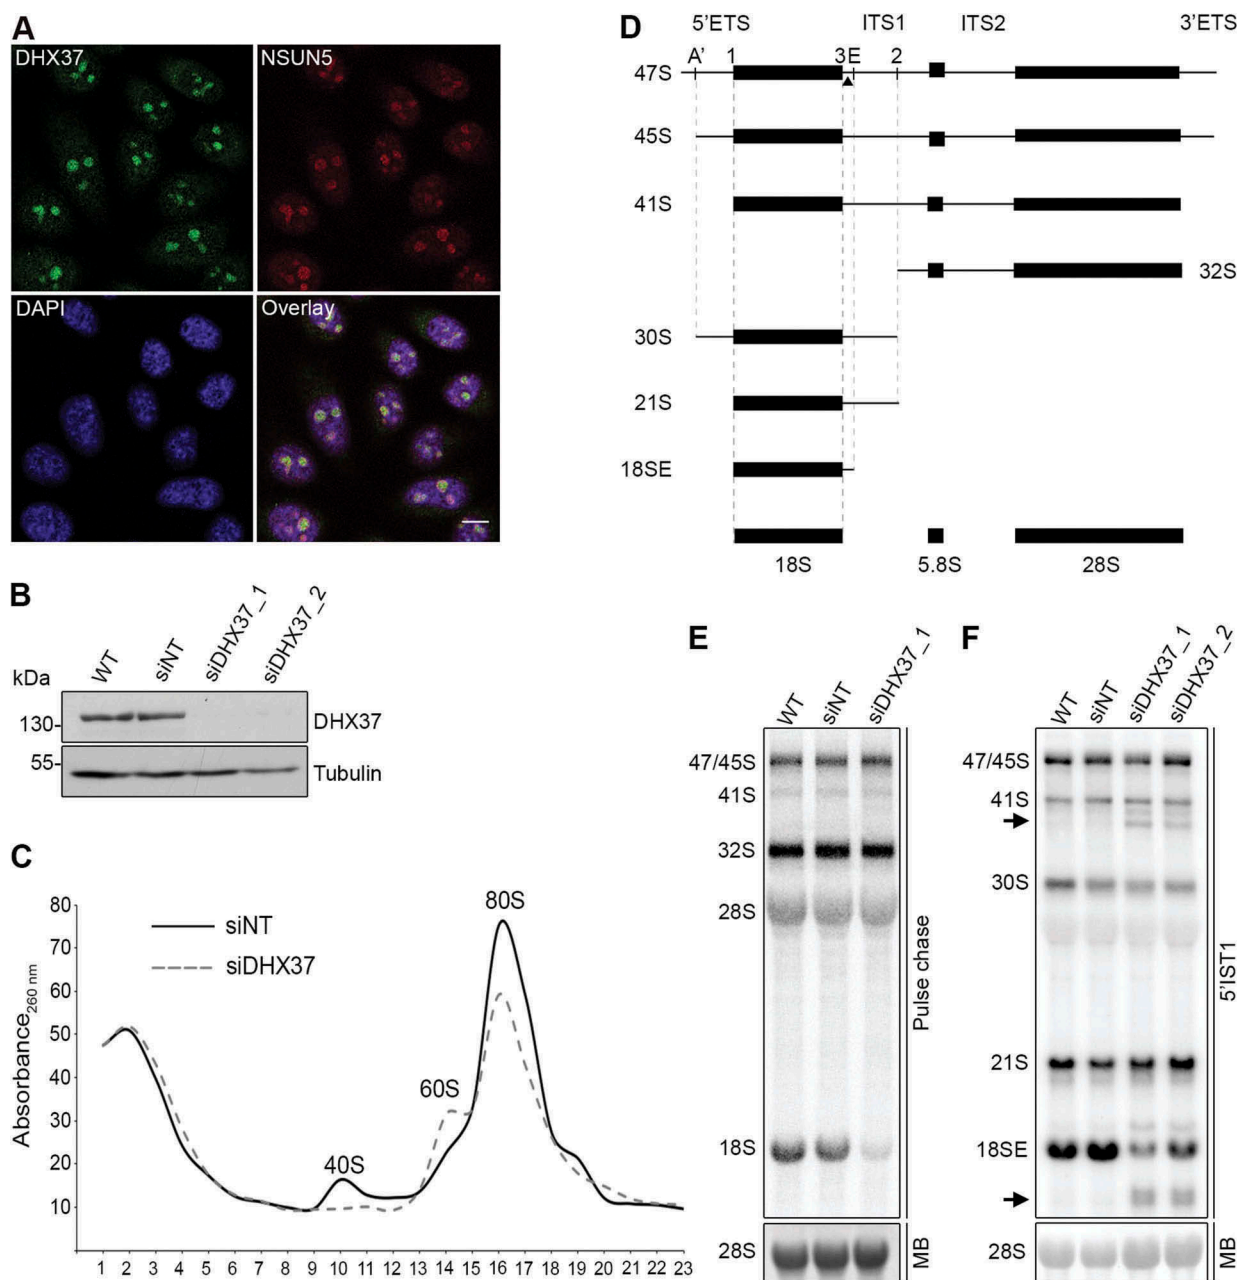 A
DHX37
NSUN5
DAPI
Overlay
B
WT
siNT
siDHX37_1
siDHX37_2
kDa
130-
DHX37
55-
Tubulin
C
Absorbance260 nm
80
70
60
50
40
30
20
10
siNT
siDHX37
40S
60S
80S
1 2 3 4 5 6 7 8 9 10 11 12 13 14 15 16 17 18 19 20 21 22 23
D
5'ETS
ITS1
ITS2
3'ETS
A' 1 3 E 2
47S
45S
41S
32S
30S
21S
18SE
18S
5.8S
28S
E
WT
siNT
siDHX37_1
47/45S
41S
32S
28S
18S
Pulse chase
28S
MB
F
WT
siNT
siDHX37_1
siDHX37_2
47/45S
41S
30S
21S
18SE
5'IST1
28S
MB